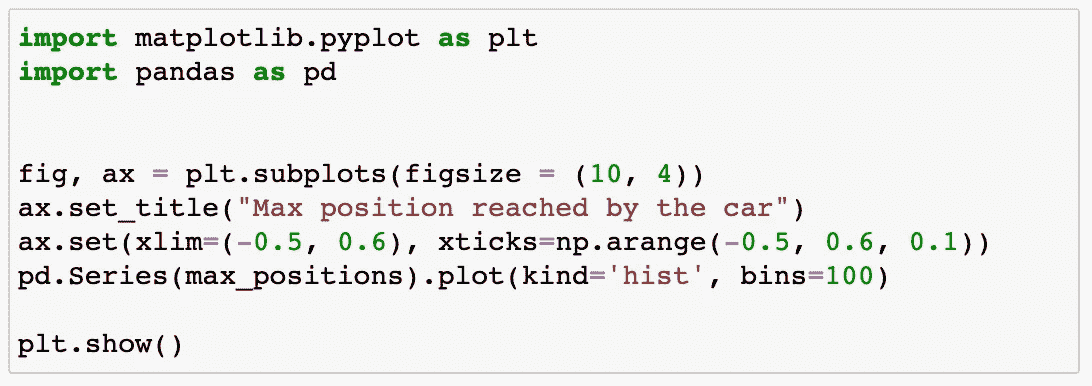 import matplotlib.pyplot as plt
import pandas as pd
fig, ax = plt.subplots(figsize = (10, 4))
ax.set_title("Max position reached by the car")
ax.set(xlim=(-0.5, 0.6), xticks=np.arange(-0.5, 0.6, 0.1))
pd.Series(max_positions).plot(kind='hist', bins=100)
plt.show()